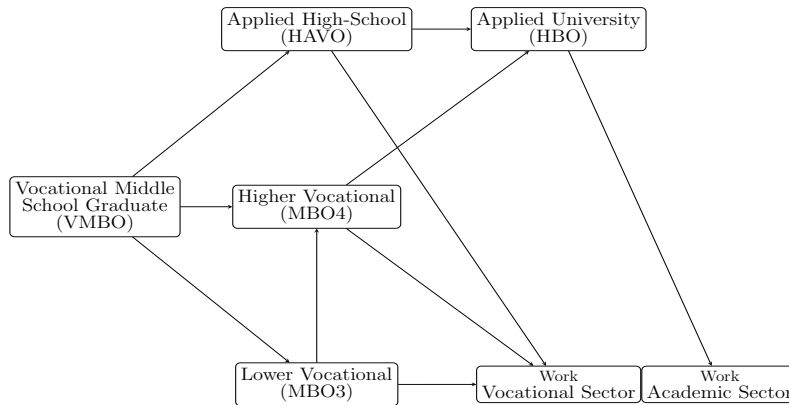 Applied High-School
(HAVO)
Applied University
(HBO)
Vocational Middle
School Graduate
(VMBO)
Higher Vocational
(MBO4)
Lower Vocational
(MBO3)
Work
Vocational Sector
Work
Academic Sector